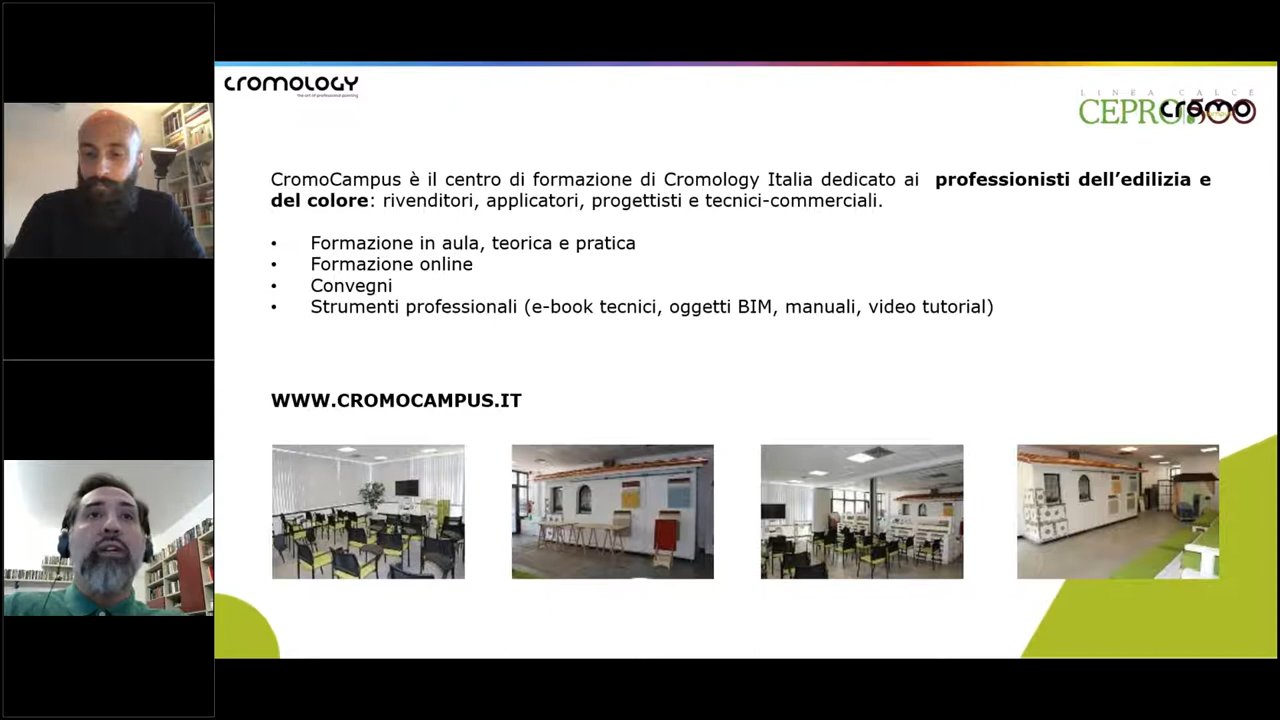 CROMOLOGY
the art of professional painting
LINEA CALCE
CEPRO
cromo
CromoCampus è il centro di formazione di Cromology Italia dedicato ai professionisti dell'edilizia e
del colore: rivenditori, applicatori, progettisti e tecnici-commerciali.
• Formazione in aula, teorica e pratica
• Formazione online
• Convegni
• Strumenti professionali (e-book tecnici, oggetti BIM, manuali, video tutorial)
WWW.CROMOCAMPUS.IT